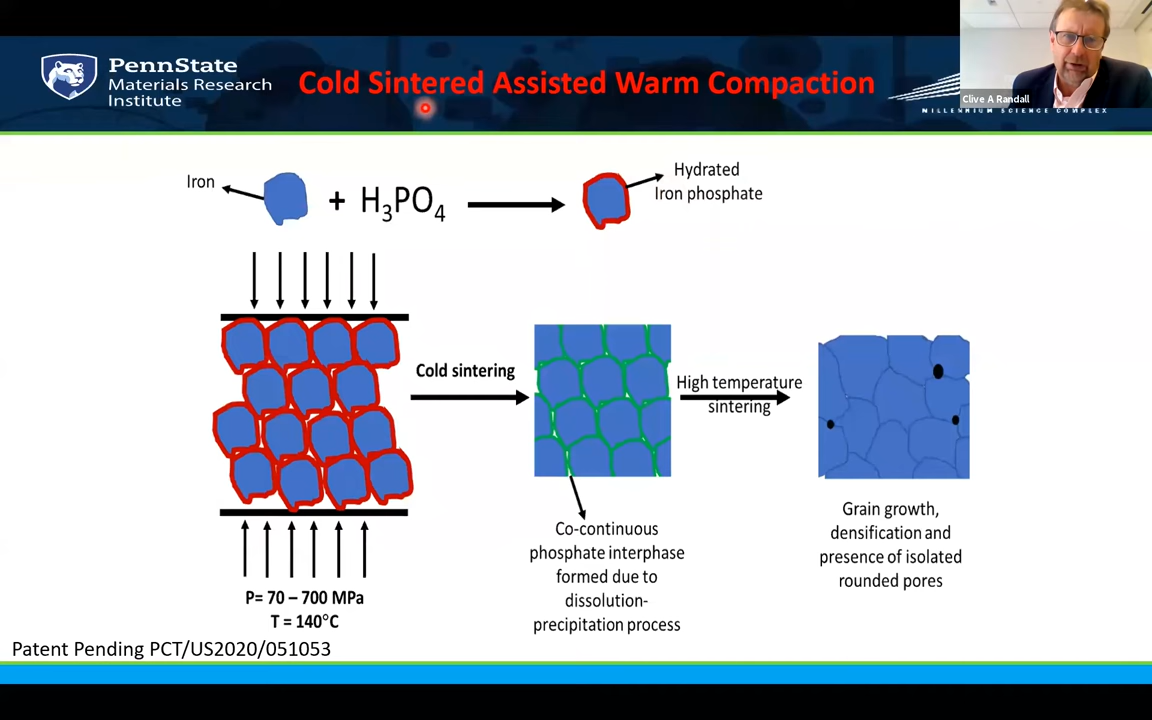 PennState
Materials Research
Institute
Cold Sintered Assisted Warm Compaction
Clive A Randall
MILLENNIUM SCIENCE COMPLEX
Iron
+ H₃PO₄
Hydrated
Iron phosphate
Cold sintering
High temperature
sintering
P= 70 – 700 MPa
T = 140°C
Co-continuous
phosphate interphase
formed due to
dissolution-
precipitation process
Grain growth,
densification and
presence of isolated
rounded pores
Patent Pending PCT/US2020/051053